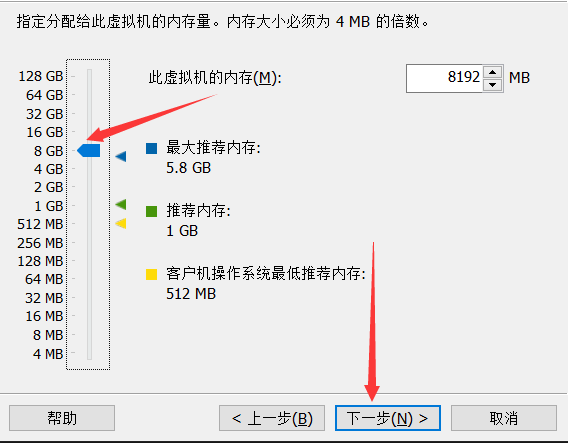 指定分配给此虚拟机的内存量。内存大小必须为 4 MB 的倍数。
128 GB
64 GB
32 GB
16 GB
8 GB
4 GB
2 GB
1 GB
512 MB
256 MB
128 MB
64 MB
32 MB
16 MB
8 MB
4 MB
此虚拟机的内存(M): 8192 MB
最大推荐内存:
5.8 GB
推荐内存:
1 GB
客户机操作系统最低推荐内存:
512 MB
帮助 < 上一步(B) 下一步(N) > 取消